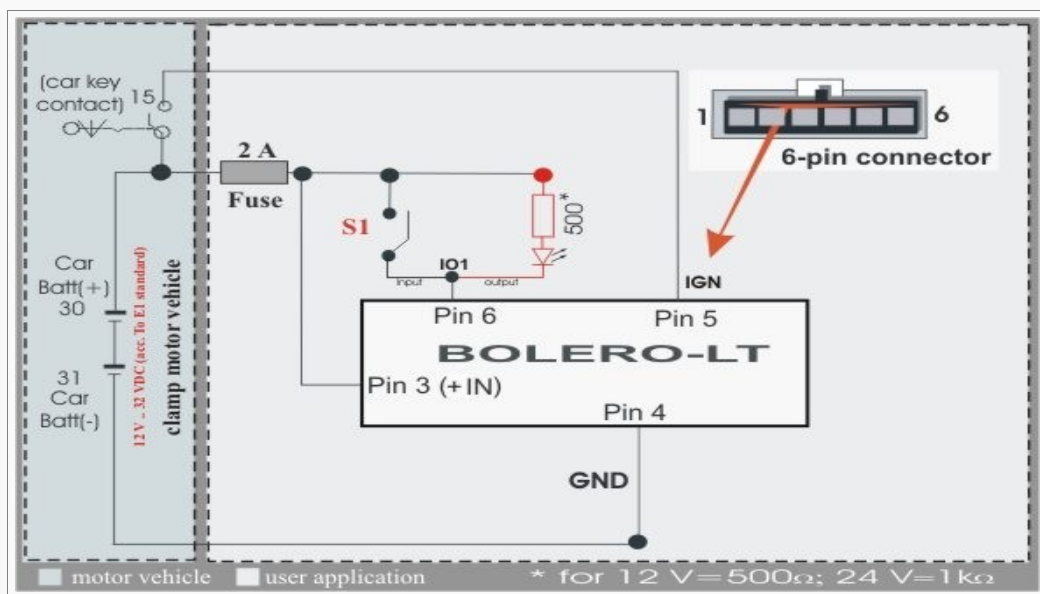 (car key
contact)
15
2 A
Fuse
S1
500*
1
6
6-pin connector
Car
Batt(+)
30
31
Car
Batt(-)
12 V .. 32 VDC (acc. To E1 standard)
clamp motor vehicle
IO1
Input
output
IGN
Pin 6
Pin 5
BOLERO-LT
Pin 3 (+IN)
Pin 4
GND
motor vehicle
user application
* for 12 V=500Ω; 24 V=1kΩ